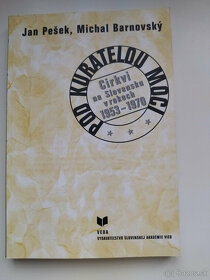 Jan Pešek, Michal Barnovský
POD KURATELOU MOCI
Cirkvi
na Slovensku
v rokoch
1953-1970
VEDA
VYDAVATEĽSTVO SLOVENSKEJ AKADÉMIE VIED